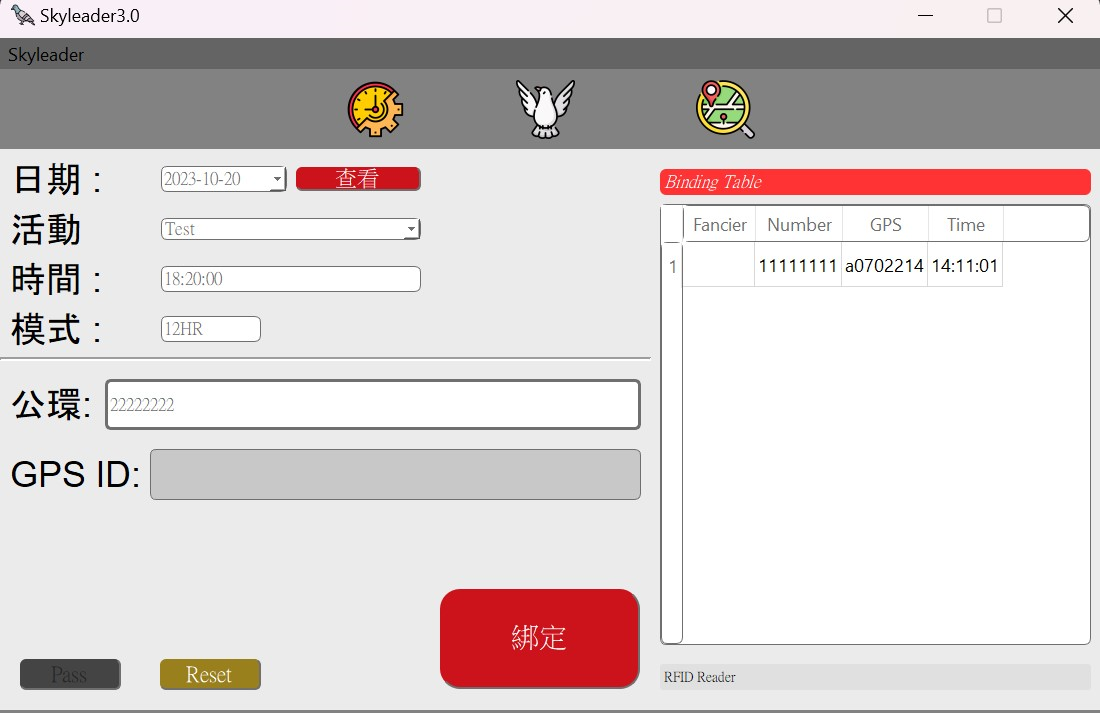 Skyleader3.0
Skyleader
日期 :
2023-10-20
查看
活動
Test
時間 :
18:20:00
模式 :
12HR
公環:
22222222
GPS ID:
綁定
Pass
Reset
Binding Table
Fancier Number GPS Time
1 11111111 a0702214 14:11:01
RFID Reader